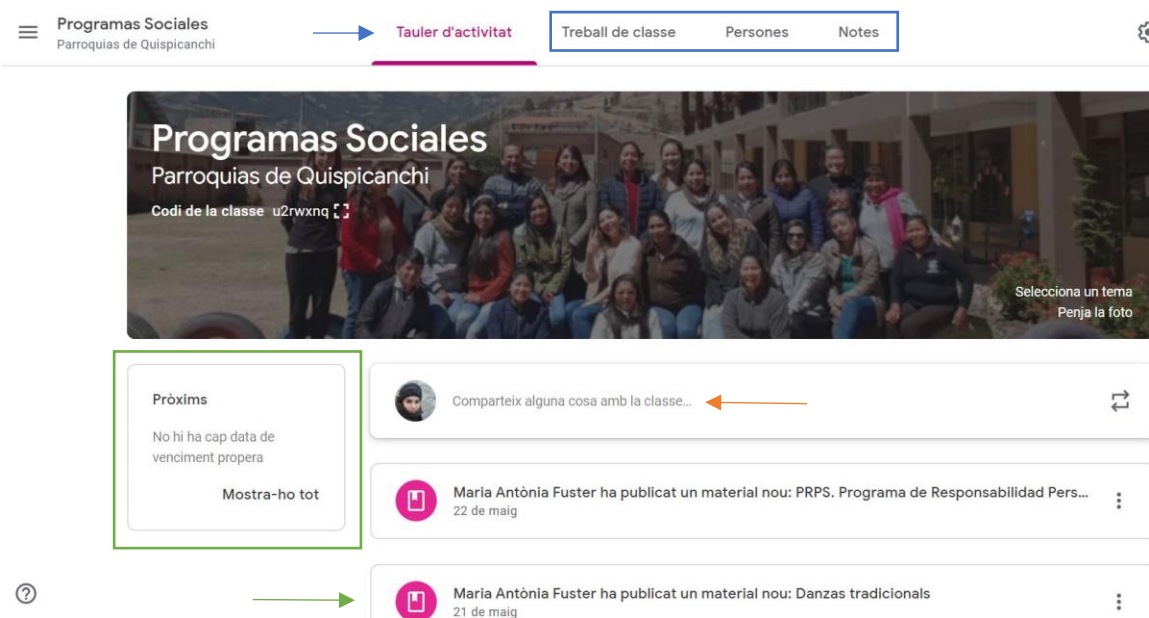 Programas Sociales
Parroquias de Quispicanchi
Tauler d'activitat
Treball de classe
Persones
Notes
Programas Sociales
Parroquias de Quispicanchi
Codi de la classe u2rwxnq
Selecciona un tema
Penja la foto
Pròxims
No hi ha cap data de
venciment propera
Mostra-ho tot
Comparteix alguna cosa amb la classe...
Maria Antònia Fuster ha publicat un material nou: PRPS. Programa de Responsabilidad Pers...
22 de maig
Maria Antònia Fuster ha publicat un material nou: Danzas tradicionals
21 de maig